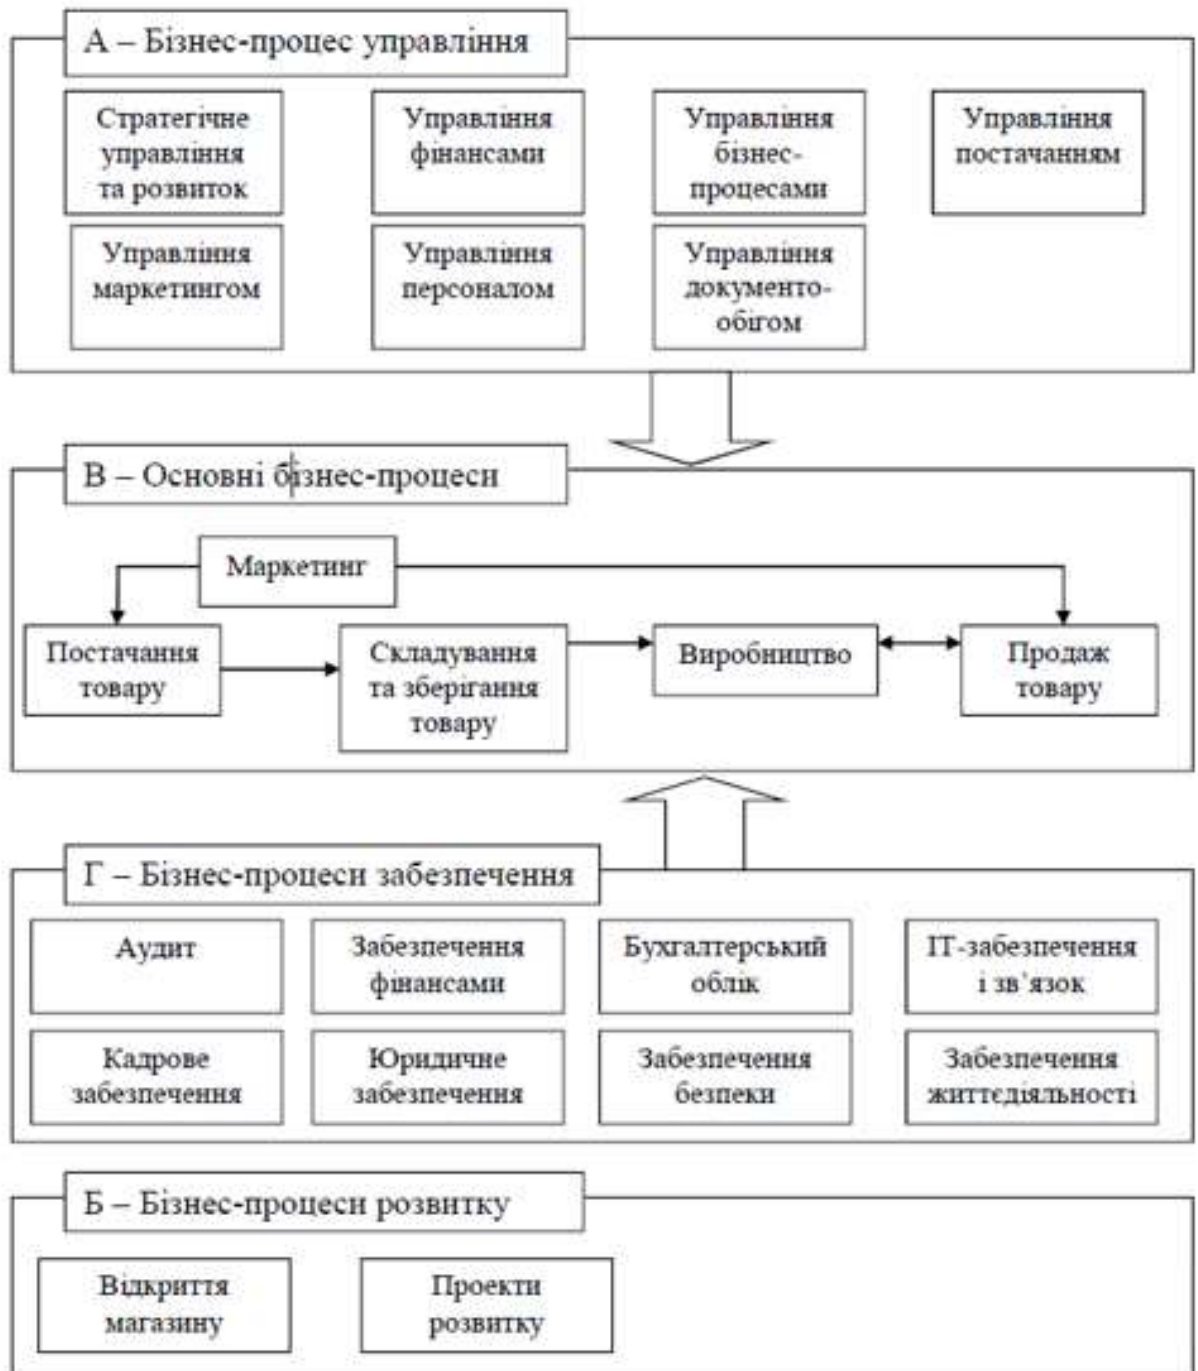 А – Бізнес-процес управління
Стратегічне
управління
та розвиток
Управління
фінансами
Управління
бізнес-
процесами
Управління
постачанням
Управління
маркетингом
Управління
персоналом
Управління
документо-
обігом
В – Основні бізнес-процеси
Маркетинг
Постачання
товару
Складування
та зберігання
товару
Виробництво
Продаж
товару
Г – Бізнес-процеси забезпечення
Аудит
Забезпечення
фінансами
Бухгалтерський
облік
ІТ-забезпечення
і зв’язок
Кадрове
забезпечення
Юридичне
забезпечення
Забезпечення
безпеки
Забезпечення
життєдіяльності
Б – Бізнес-процеси розвитку
Відкриття
магазину
Проекти
розвитку